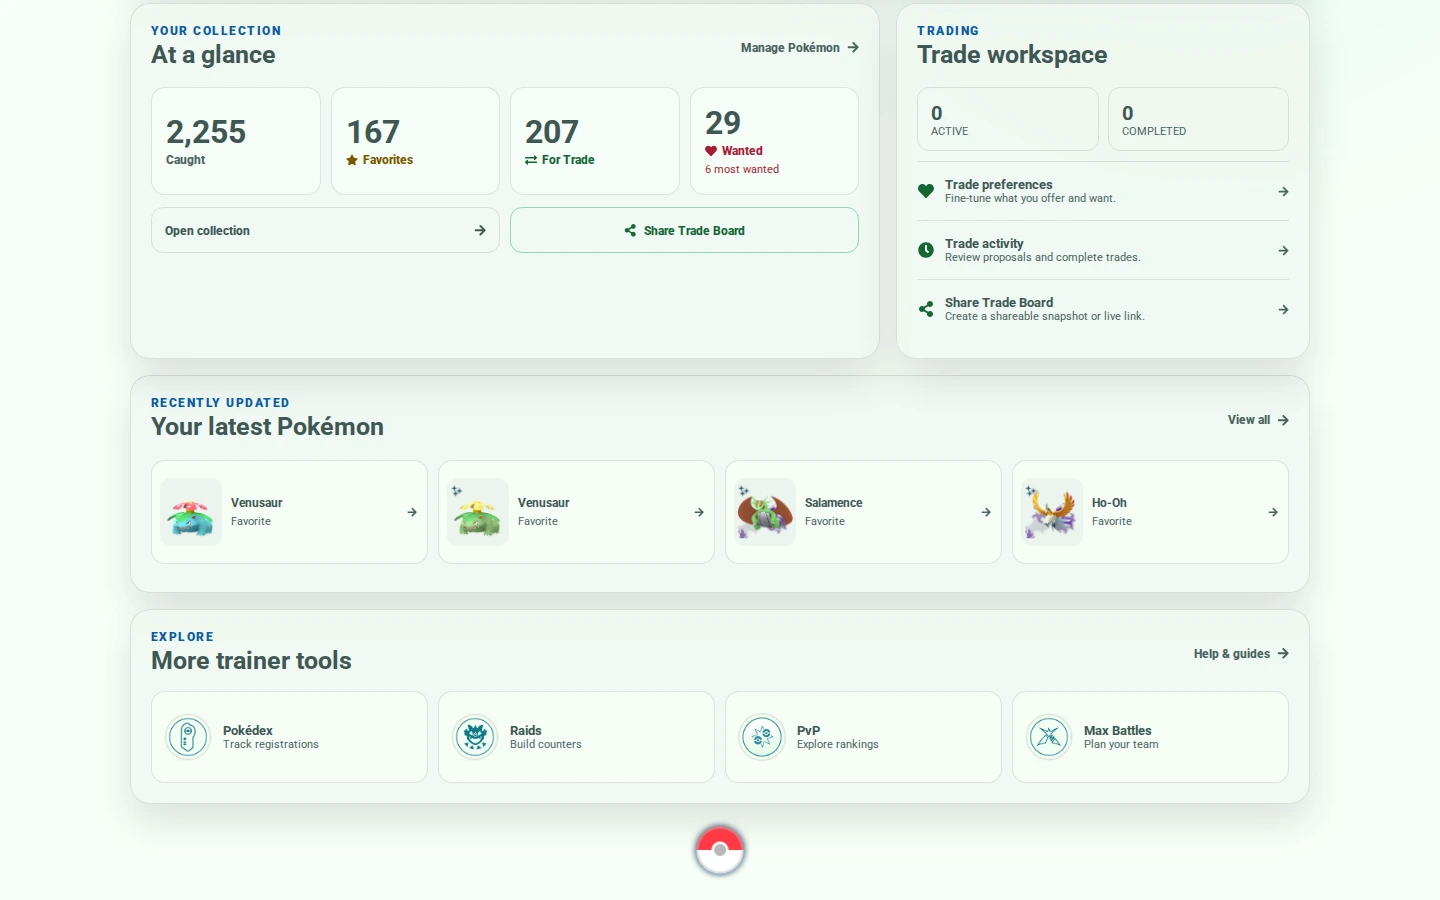 YOUR COLLECTION
At a glance
Manage Pokémon
2,255
Caught
167
Favorites
207
For Trade
29
Wanted
6 most wanted
Open collection
Share Trade Board
TRADING
Trade workspace
0
ACTIVE
0
COMPLETED
Trade preferences
Fine-tune what you offer and want.
Trade activity
Review proposals and complete trades.
Share Trade Board
Create a shareable snapshot or live link.
RECENTLY UPDATED
Your latest Pokémon
View all
Venusaur
Favorite
Venusaur
Favorite
Salamence
Favorite
Ho-Oh
Favorite
EXPLORE
More trainer tools
Help & guides
Pokédex
Track registrations
Raids
Build counters
PvP
Explore rankings
Max Battles
Plan your team